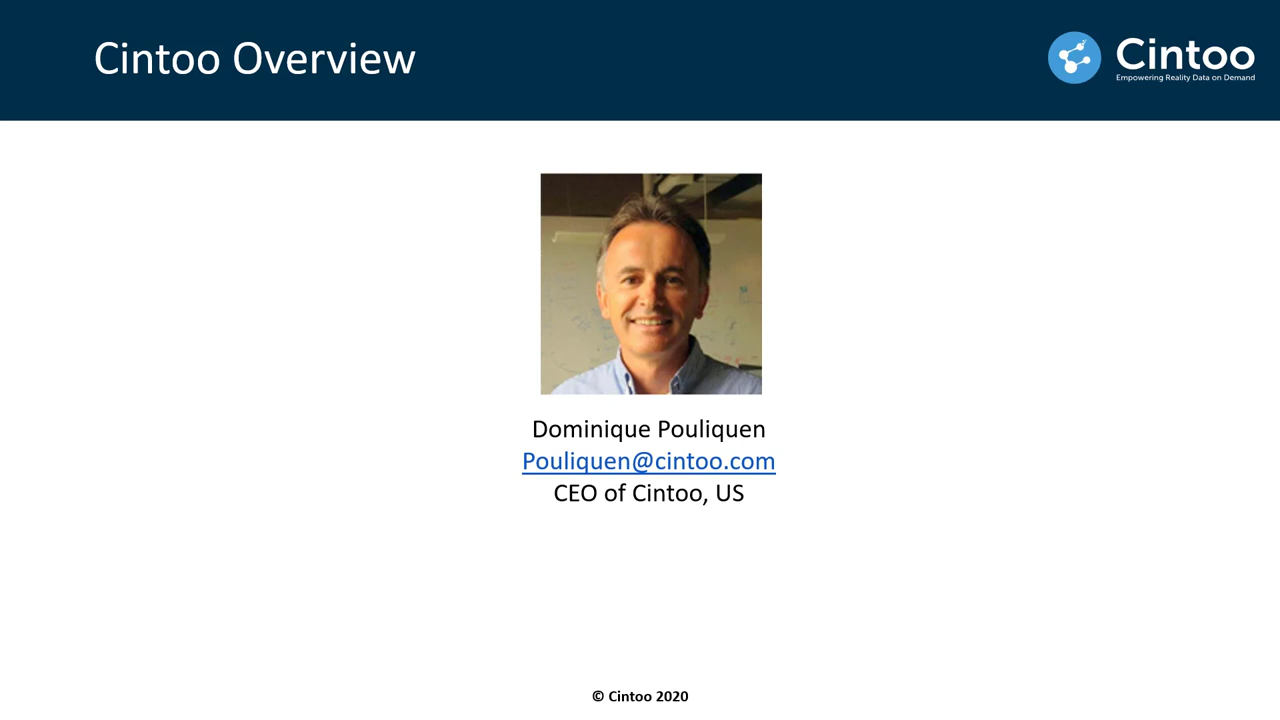 Cintoo Overview
Cintoo
Empowering Reality Data on Demand
Dominique Pouliquen
Pouliquen@cintoo.com
CEO of Cintoo, US
© Cintoo 2020